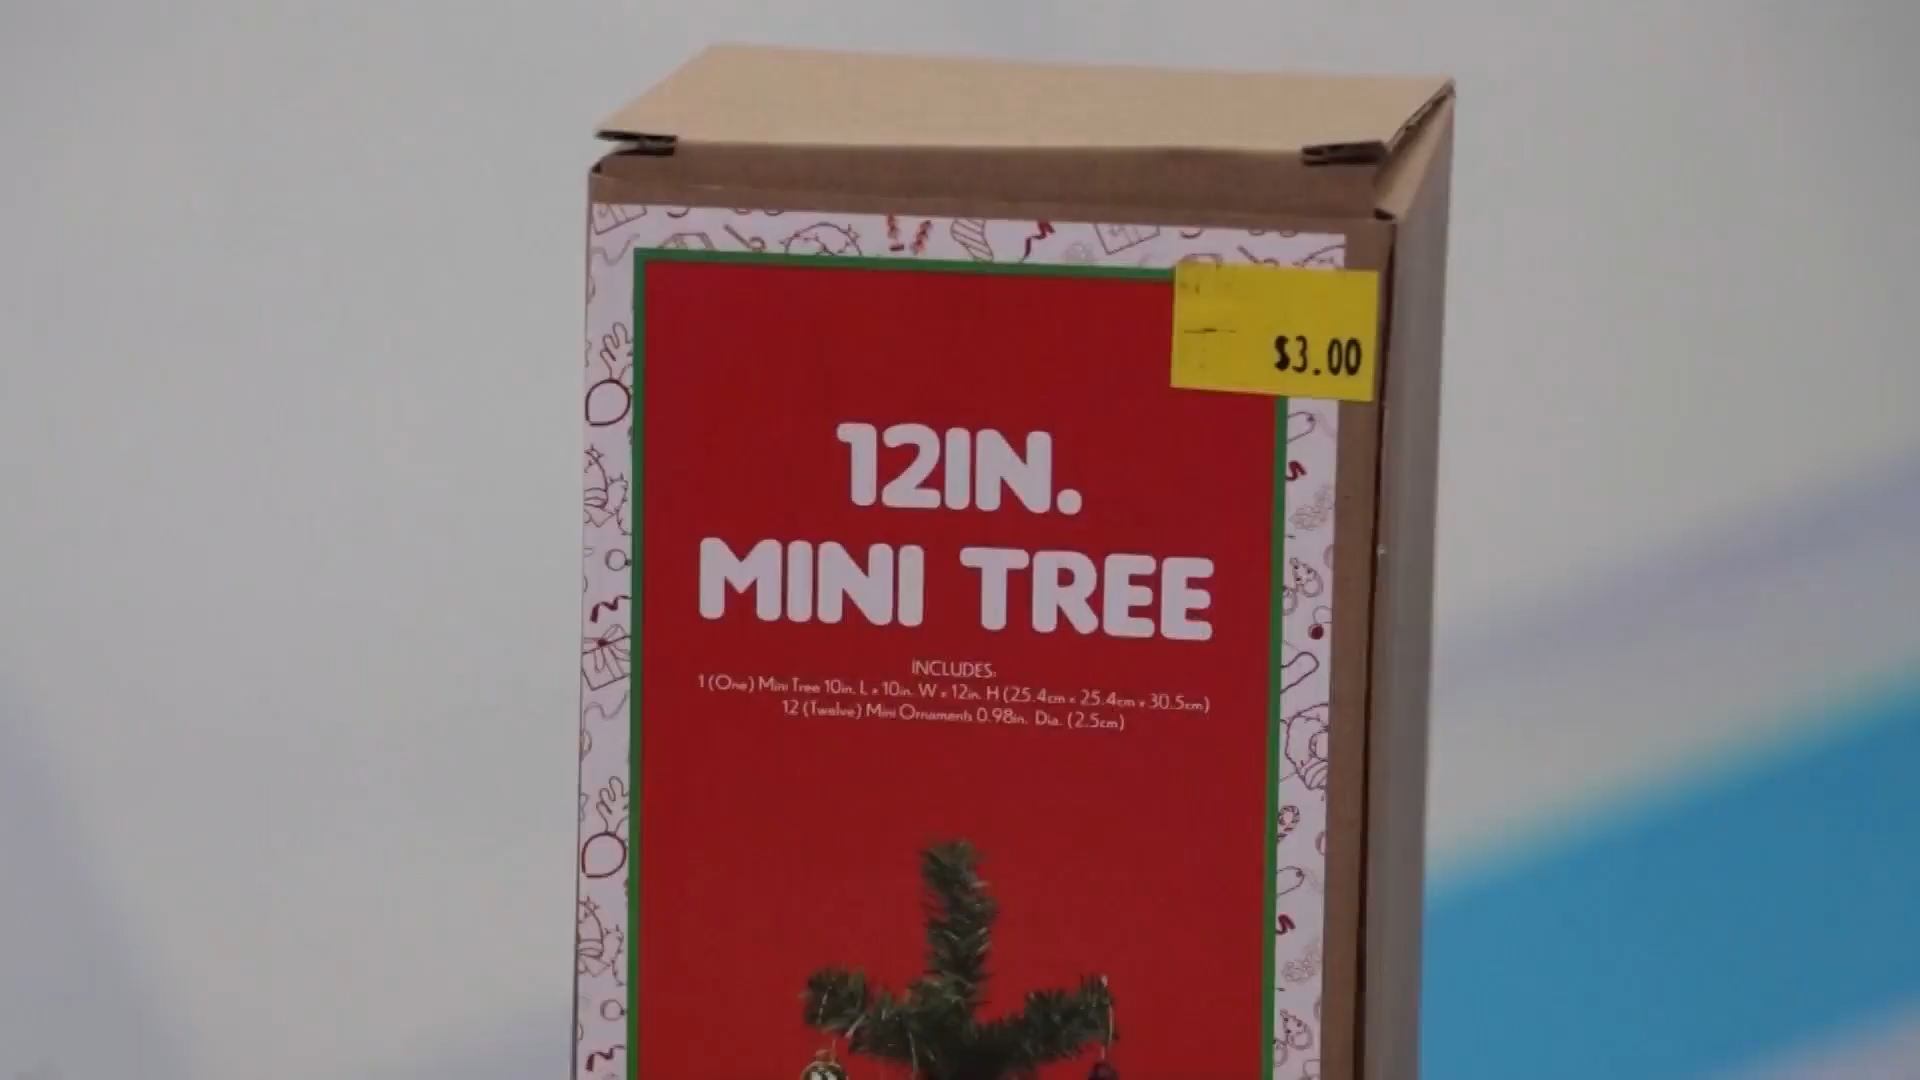 $3.00
12IN.
MINI TREE
INCLUDES:
1 (One) Mini Tree 10in. L x 10in. W x 12in. H (25.4cm x 25.4cm x 30.5cm)
12 (Twelve) Mini Ornaments 0.98in. Dia. (2.5cm)